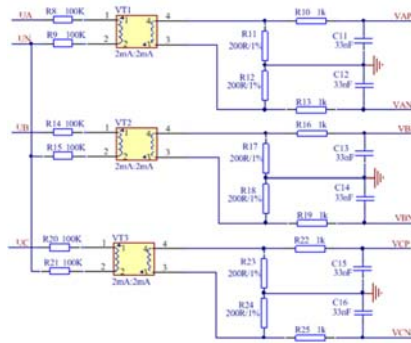 UA R8 100K VT1 R10 1k VAP
1 4
R11 200R/1% C11 33nF
UN R9 100K 2 3
2mA:2mA
R12 200R/1% C12 33nF
R13 1k VAN
UB R14 100K VT2 R16 1k VB
1 4
R17 200R/1% C13 33nF
R15 100K 2 3
2mA:2mA
R18 200R/1% C14 33nF
R19 1k VBN
UC R20 100K VT3 R22 1k VCP
1 4
R23 200R/1% C15 33nF
R21 100K 2 3
2mA:2mA
R24 200R/1% C16 33nF
R25 1k VCN